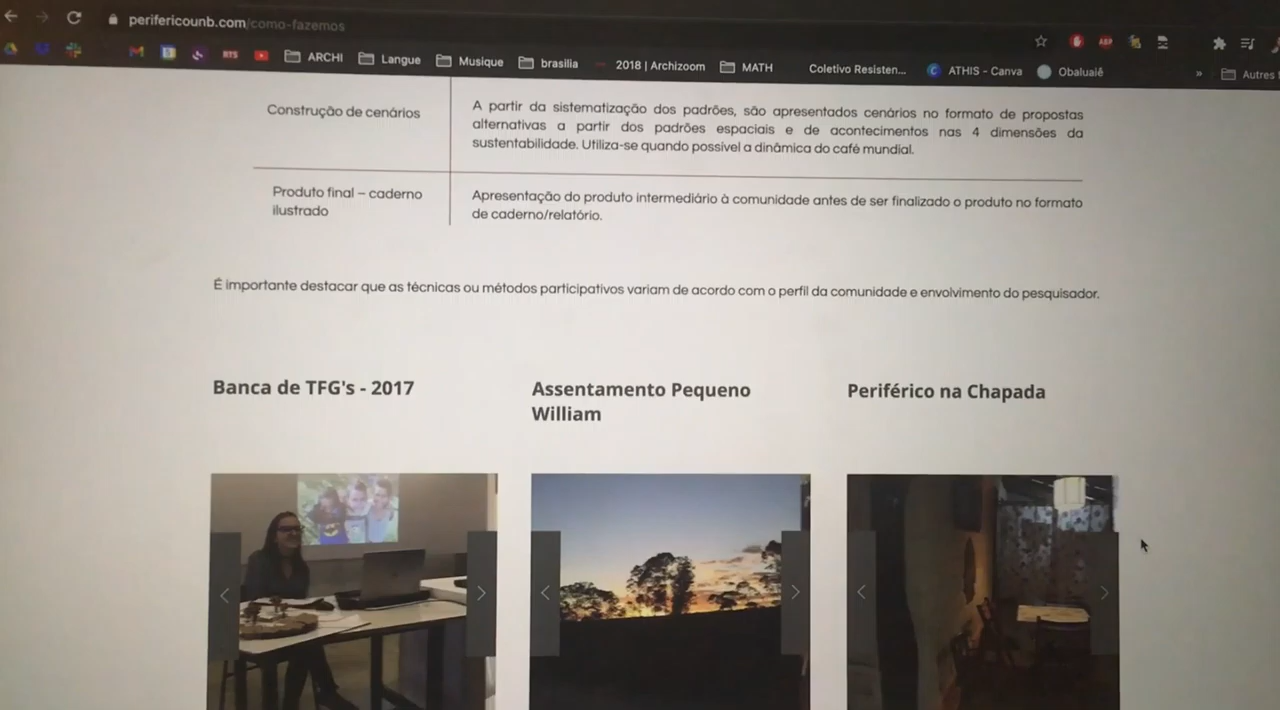 perifericounb.com/como-fazemos
RTS
ARCHI
Langue
Musique
brasilia
2018 | Archizoom
MATH
Coletivo Resisten...
ATHIS - Canva
Obaluaiê
»
Autres
ABP
Construção de cenários
A partir da sistematização dos padrões, são apresentados cenários no formato de propostas
alternativas a partir dos padrões espaciais e de acontecimentos nas 4 dimensões da
sustentabilidade. Utiliza-se quando possível a dinâmica do café mundial.
Produto final – caderno
ilustrado
Apresentação do produto intermediário à comunidade antes de ser finalizado o produto no formato
de caderno/relatório.
É importante destacar que as técnicas ou métodos participativos variam de acordo com o perfil da comunidade e envolvimento do pesquisador.
Banca de TFG's - 2017
Assentamento Pequeno
William
Periférico na Chapada